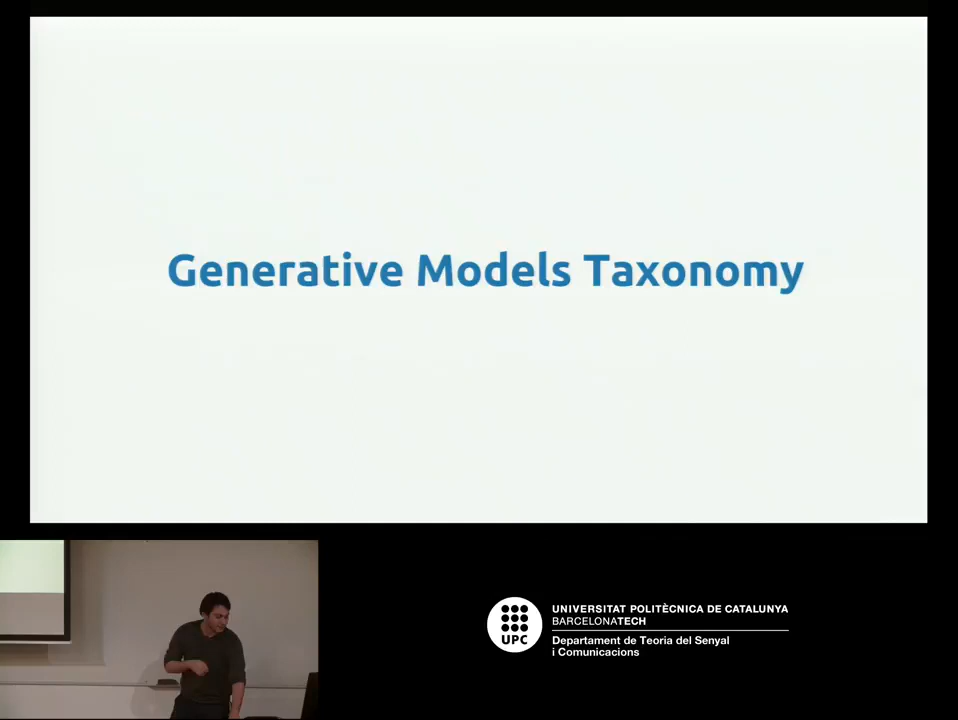 Generative Models Taxonomy
UPC
UNIVERSITAT POLITÈCNICA DE CATALUNYA
BARCELONATECH
Departament de Teoria del Senyal
i Comunicacions